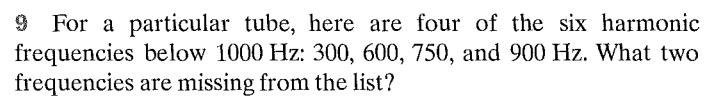 9 For a particular tube, here are four of the six harmonic
frequencies below 1000 Hz: 300, 600, 750, and 900 Hz. What two
frequencies are missing from the list?